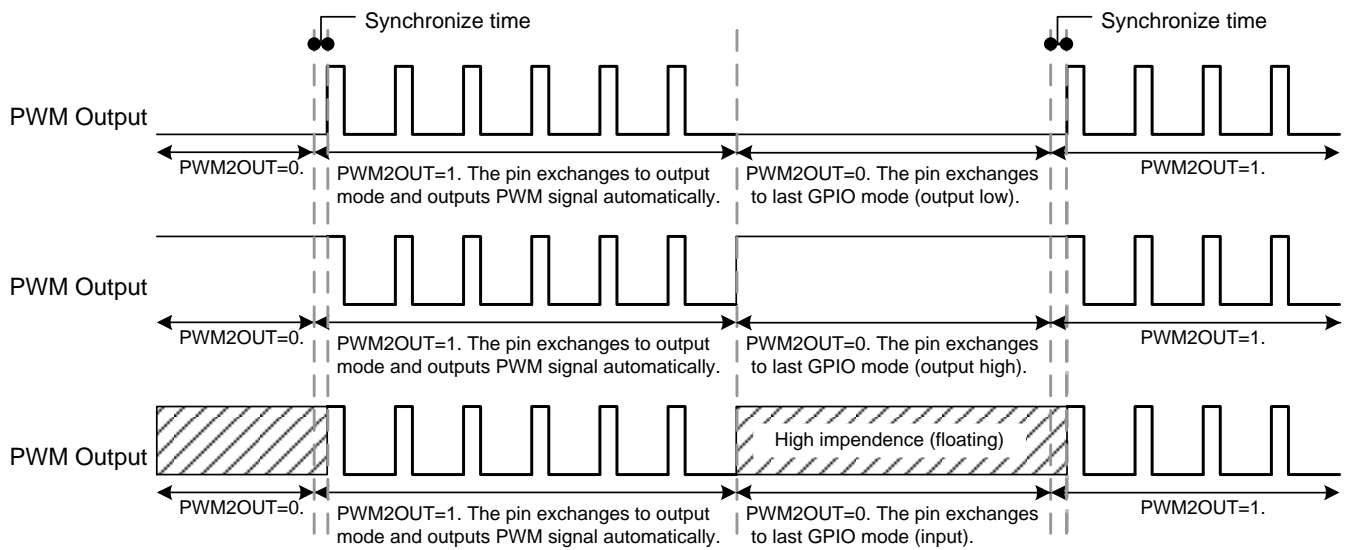 Synchronize time
Synchronize time
PWM Output
PWM2OUT=0.
PWM2OUT=1. The pin exchanges to output
mode and outputs PWM signal automatically.
PWM2OUT=0. The pin exchanges
to last GPIO mode (output low).
PWM2OUT=1.
PWM Output
PWM2OUT=0.
PWM2OUT=1. The pin exchanges to output
mode and outputs PWM signal automatically.
PWM2OUT=0. The pin exchanges
to last GPIO mode (output high).
PWM2OUT=1.
PWM Output
High impendence (floating)
PWM2OUT=0.
PWM2OUT=1. The pin exchanges to output
mode and outputs PWM signal automatically.
PWM2OUT=0. The pin exchanges
to last GPIO mode (input).
PWM2OUT=1.